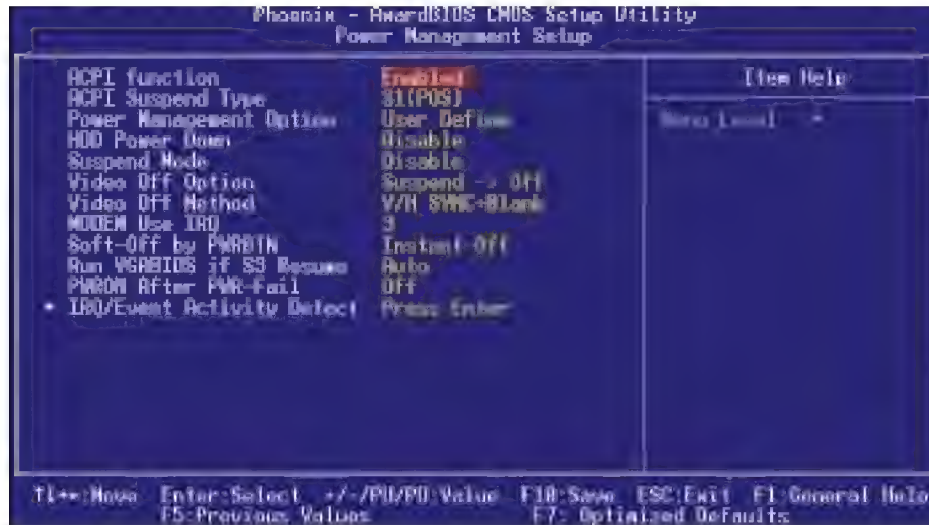 Phoenix - AwardBIOS CMOS Setup Utility
Power Management Setup
ACPI function Enabled
ACPI Suspend Type S1(POS)
Power Management Option User Define
HDD Power Down Disable
Suspend Mode Disable
Video Off Option Suspend -> Off
Video Off Method V/H SYNC+Blank
MODEM Use IRQ 3
Soft-Off by PWRBTN Instant-Off
Run VGABIOS if S3 Resume Auto
PWRON After PWR-Fail Off
IRQ/Event Activity Detect Press Enter
Item Help
Menu Level
:Move Enter:Select +/-/PU/PD:Value F10:Save ESC:Exit F1:General Help
F5:Previous Values F7: Optimized Defaults